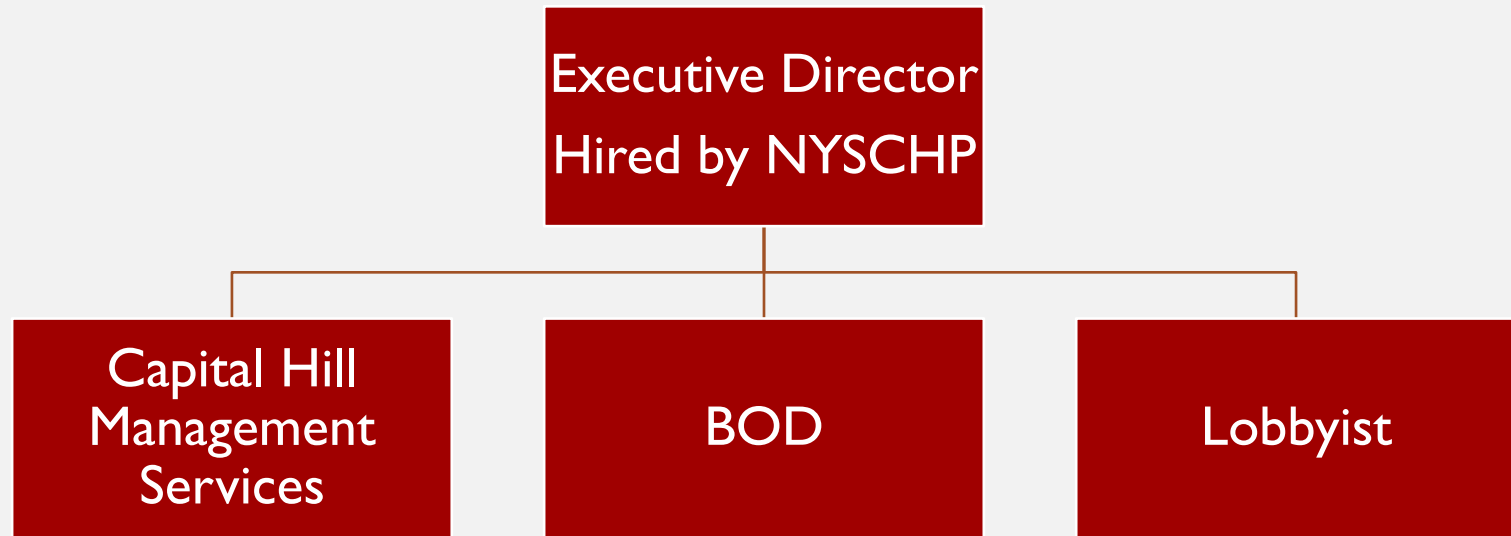 Executive Director
Hired by NYSCHP
Capital Hill
Management
Services
BOD
Lobbyist